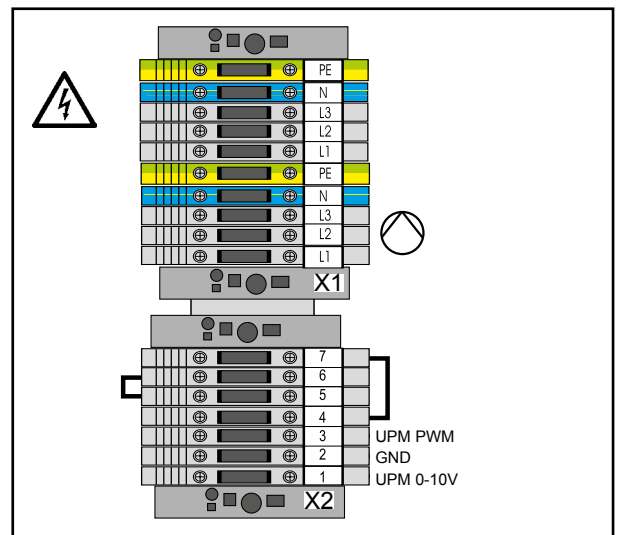 PE
N
L3
L2
L1
PE
N
L3
L2
L1
X1
7
6
5
4
3 UPM PWM
2 GND
1 UPM 0-10V
X2